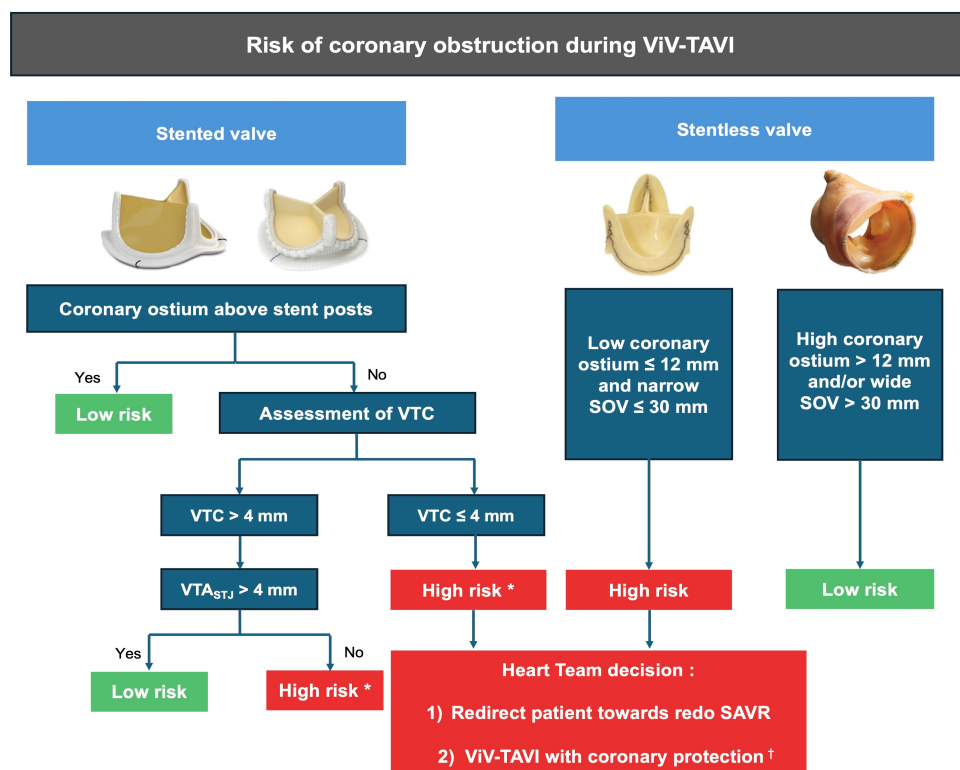 Risk of coronary obstruction during ViV-TAVI
Stented valve
Coronary ostium above stent posts
Yes
No
Low risk
Assessment of VTC
VTC > 4 mm
VTC ≤ 4 mm
VTASTJ > 4 mm
High risk *
Yes
No
Low risk
High risk *
Stentless valve
Low coronary
ostium ≤ 12 mm
and narrow
SOV ≤ 30 mm
High coronary
ostium > 12 mm
and/or wide
SOV > 30 mm
High risk
Low risk
Heart Team decision :
1) Redirect patient towards redo SAVR
2) ViV-TAVI with coronary protection †